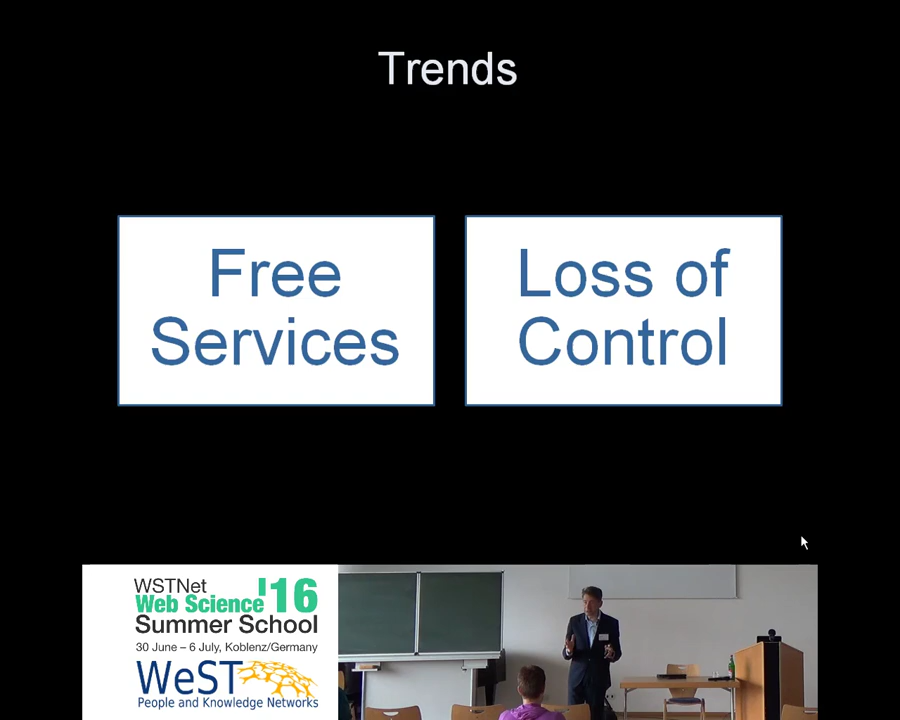 Trends
Free
Services
Loss of
Control
WSTNet
Web Science '16
Summer School
30 June – 6 July, Koblenz/Germany
WeST
People and Knowledge Networks